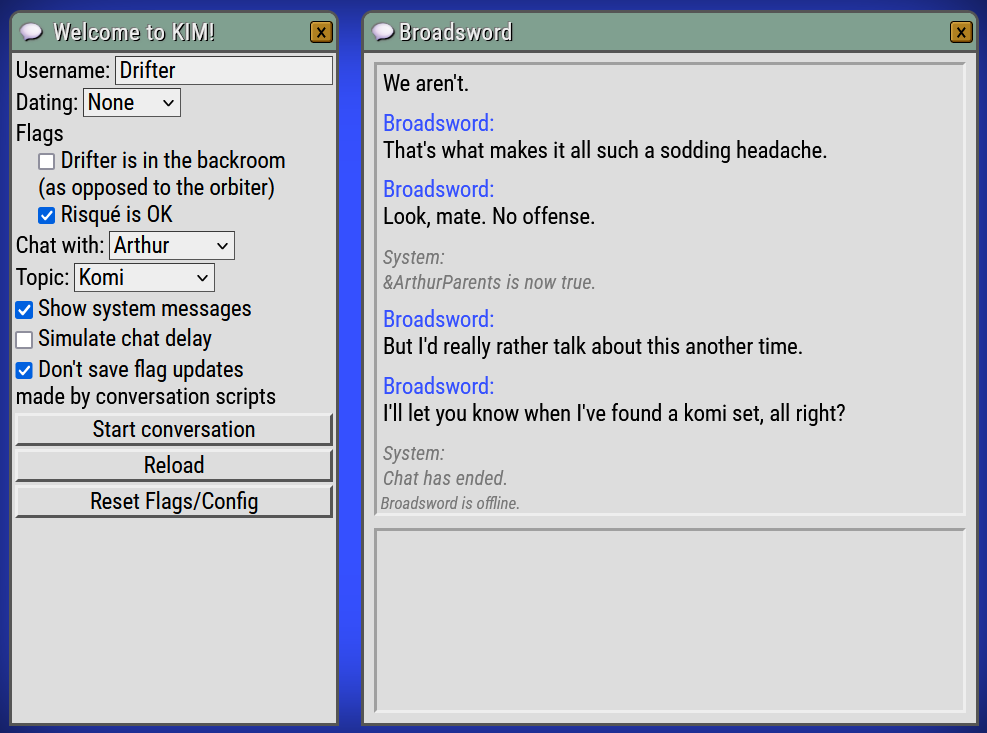 Welcome to KIM!
x
Username: Drifter
Dating: None
Flags
Drifter is in the backroom
(as opposed to the orbiter)
Risqué is OK
Chat with: Arthur
Topic: Komi
Show system messages
Simulate chat delay
Don't save flag updates
made by conversation scripts
Start conversation
Reload
Reset Flags/Config
Broadsword
x
We aren't.
Broadsword:
That's what makes it all such a sodding headache.
Broadsword:
Look, mate. No offense.
System:
&ArthurParents is now true.
Broadsword:
But I'd really rather talk about this another time.
Broadsword:
I'll let you know when I've found a komi set, all right?
System:
Chat has ended.
Broadsword is offline.